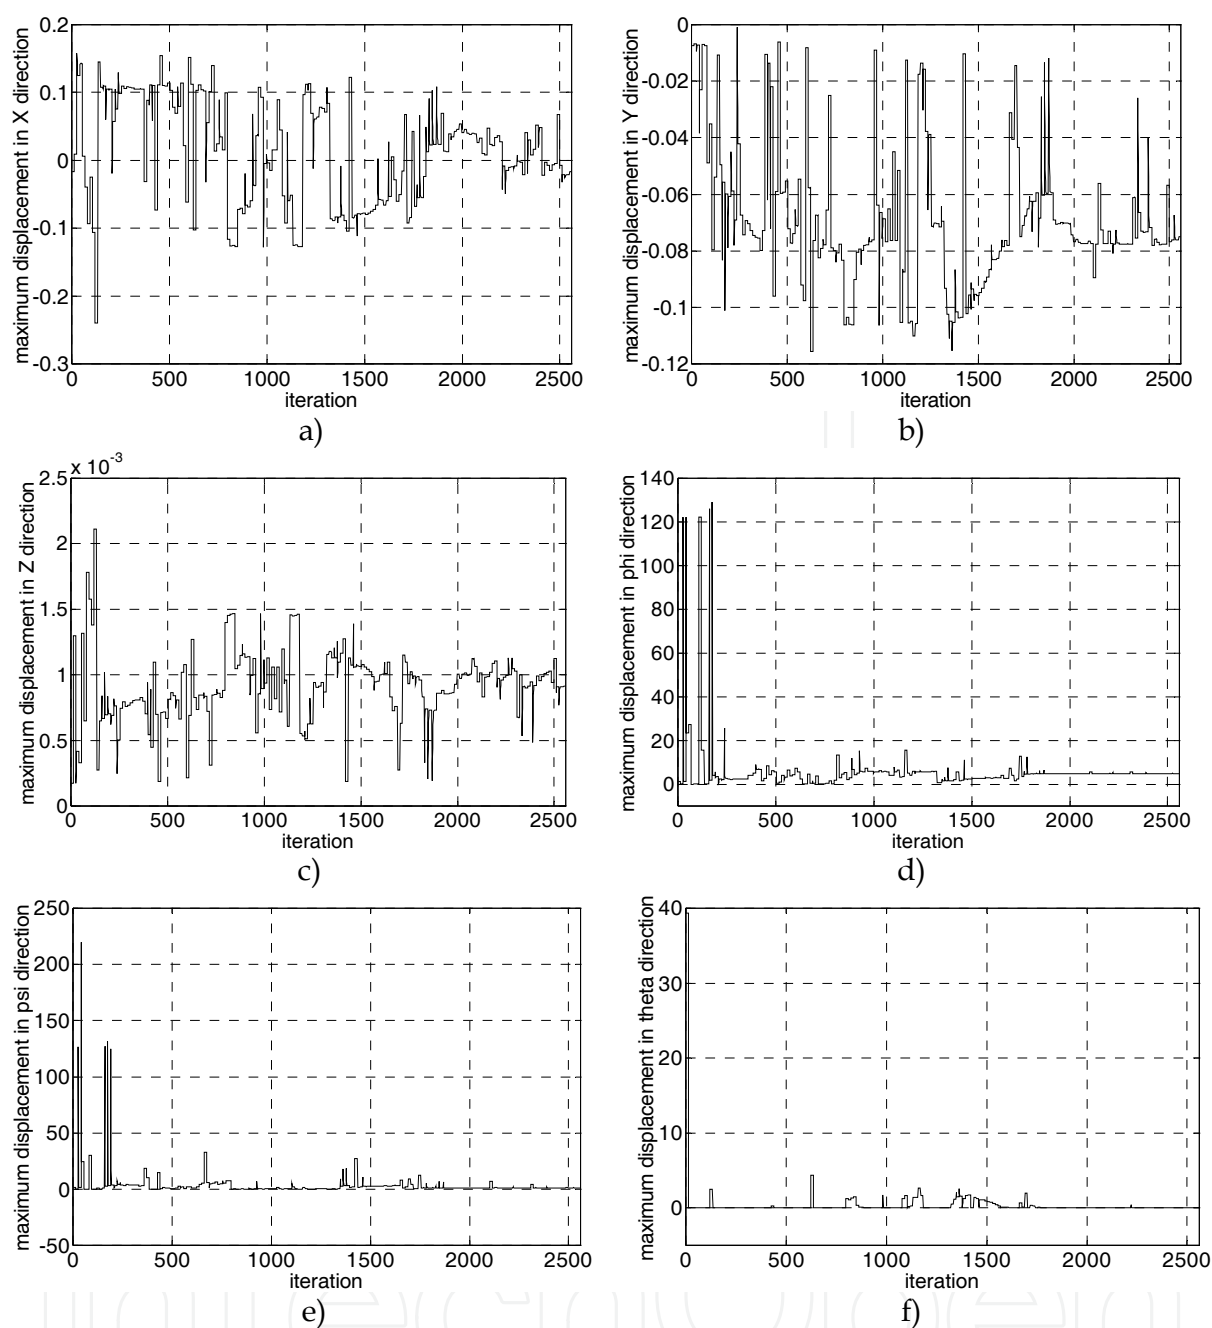 maximum displacement in X direction
0.2
0.1
0
-0.1
-0.2
-0.3
0 500 1000 1500 2000 2500
iteration
a)
maximum displacement in Y direction
0
-0.02
-0.04
-0.06
-0.08
-0.1
-0.12
0 500 1000 1500 2000 2500
iteration
b)
maximum displacement in Z direction
x 10-3
2.5
2
1.5
1
0.5
0
0 500 1000 1500 2000 2500
iteration
c)
maximum displacement in phi direction
140
120
100
80
60
40
20
0
0 500 1000 1500 2000 2500
iteration
d)
maximum displacement in psi direction
250
200
150
100
50
0
-50
0 500 1000 1500 2000 2500
iteration
e)
maximum displacement in theta direction
40
30
20
10
0
0 500 1000 1500 2000 2500
iteration
f)